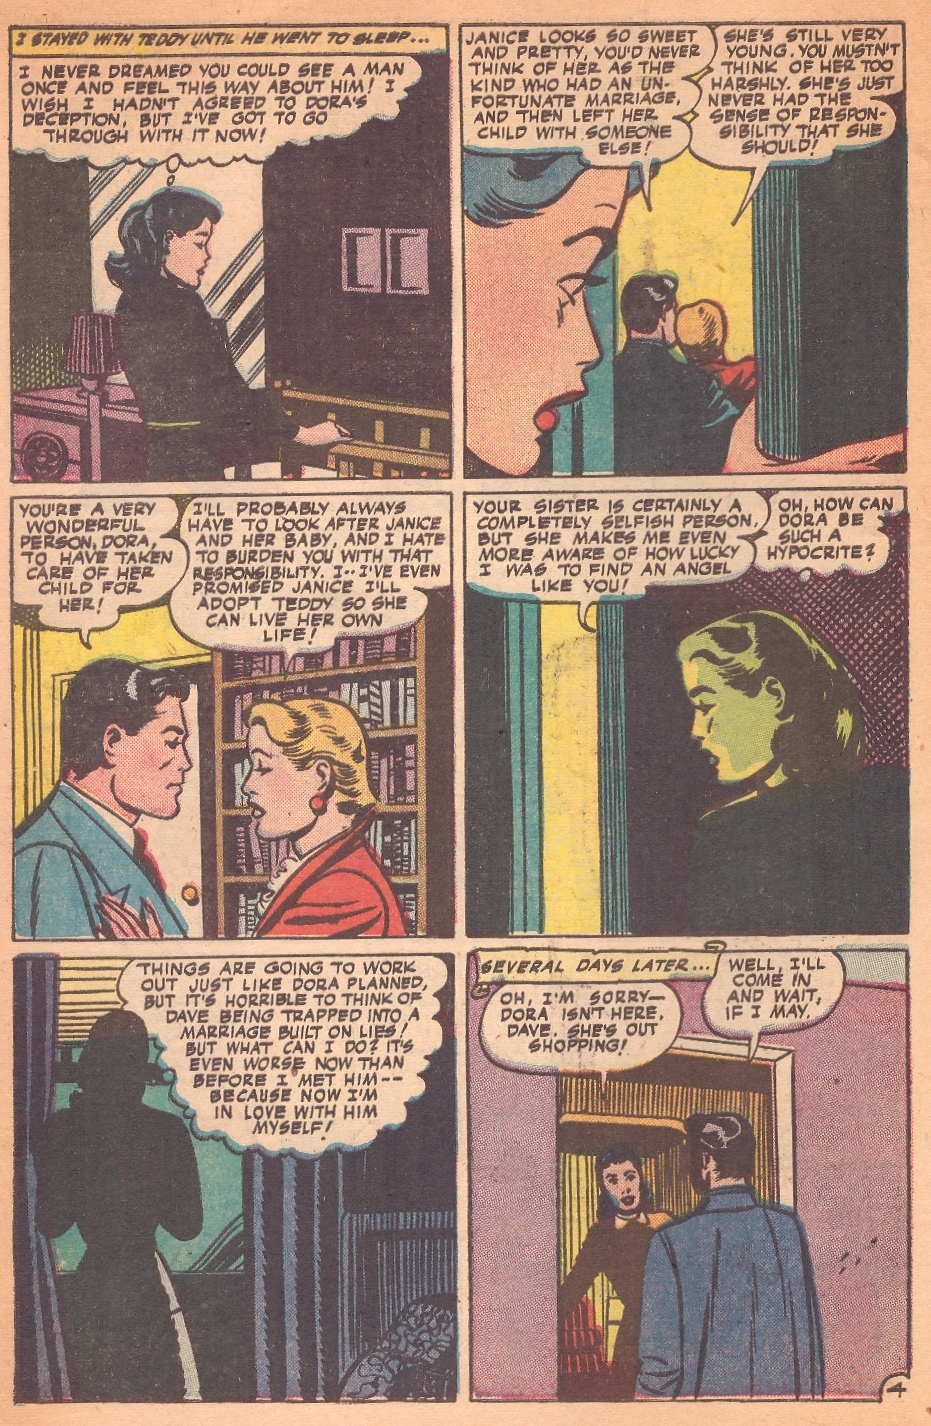 I STAYED WITH TEDDY UNTIL HE WENT TO SLEEP...
I NEVER DREAMED YOU COULD SEE A MAN
ONCE AND FEEL THIS WAY ABOUT HIM! I
WISH I HADN'T AGREED TO DORA'S
DECEPTION, BUT I'VE GOT TO GO
THROUGH WITH IT NOW!
JANICE LOOKS SO SWEET
AND PRETTY, YOU'D NEVER
THINK OF HER AS THE
KIND WHO HAD AN UN-
FORTUNATE MARRIAGE,
AND THEN LEFT HER
CHILD WITH SOMEONE
ELSE!
SHE'S STILL VERY
YOUNG. YOU MUSTN'T
THINK OF HER TOO
HARSHLY. SHE'S JUST
NEVER HAD THE
SENSE OF RESPON-
SIBILITY THAT SHE
SHOULD!
YOU'RE A VERY
WONDERFUL
PERSON, DORA,
TO HAVE TAKEN
CARE OF HER
CHILD FOR
HER!
I'LL PROBABLY ALWAYS
HAVE TO LOOK AFTER JANICE
AND HER BABY, AND I HATE
TO BURDEN YOU WITH THAT
RESPONSIBILITY. I--I'VE EVEN
PROMISED JANICE I'LL
ADOPT TEDDY SO SHE
CAN LIVE HER OWN
LIFE!
YOUR SISTER IS CERTAINLY A
COMPLETELY SELFISH PERSON,
BUT SHE MAKES ME EVEN
MORE AWARE OF HOW LUCKY
I WAS TO FIND AN ANGEL
LIKE YOU!
OH, HOW CAN
DORA BE
SUCH A
HYPOCRITE?
THINGS ARE GOING TO WORK
OUT JUST LIKE DORA PLANNED,
BUT IT'S HORRIBLE TO THINK OF
DAVE BEING TRAPPED INTO A
MARRIAGE BUILT ON LIES!
BUT WHAT CAN I DO? IT'S
EVEN WORSE NOW THAN
BEFORE I MET HIM--
BECAUSE NOW I'M
IN LOVE WITH HIM
MYSELF!
SEVERAL DAYS LATER...
OH, I'M SORRY—
DORA ISN'T HERE,
DAVE. SHE'S OUT
SHOPPING!
WELL, I'LL
COME IN
AND WAIT,
IF I MAY.
4